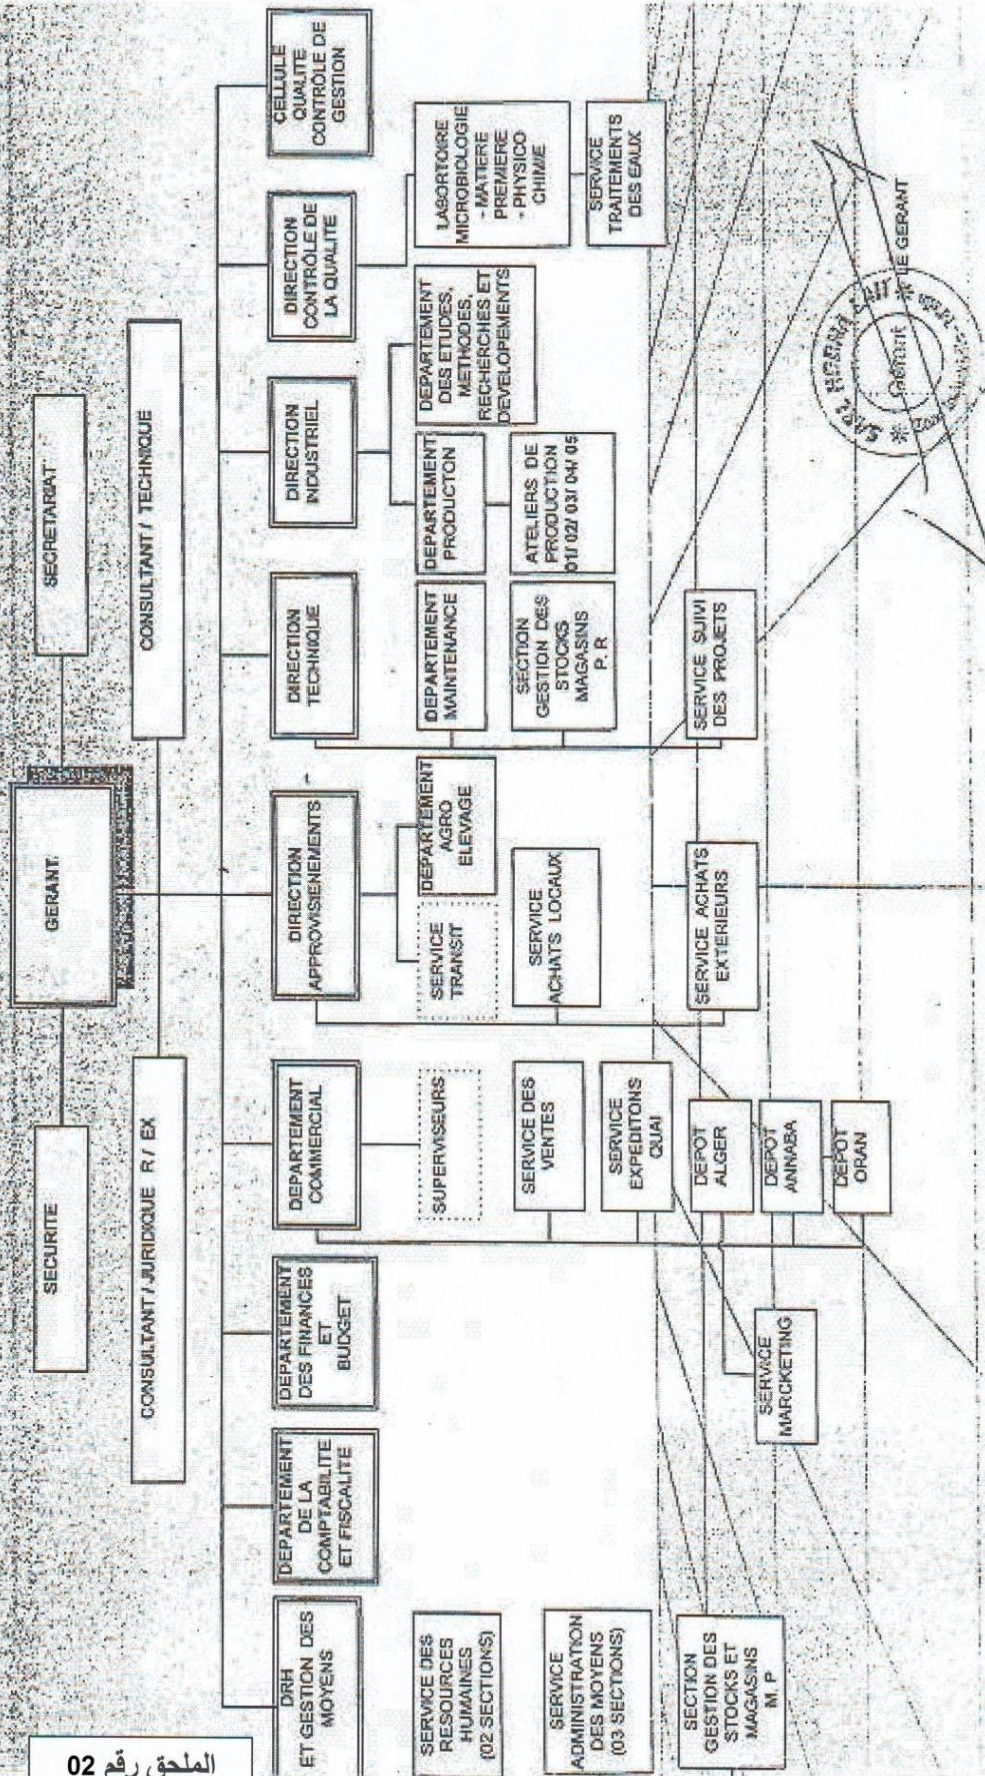 الملحق رقم 02
GERANT
SECURITE
SECRETARIAT
CONSULTANT / JURIDIQUE R / EX
CONSULTANT / TECHNIQUE
DRH
ET GESTION DES
MOYENS
DEPARTEMENT
DE LA
COMPTABILITE
ET FISCALITE
DEPARTEMENT
DES FINANCES
ET
BUDGET
DEPARTEMENT
COMMERCIAL
DIRECTION
APPROVISIENEMENTS
DIRECTION
TECHNIQUE
DIRECTION
INDUSTRIEL
DIRECTION
CONTRÔLE DE
LA QUALITE
CELLULE
QUALITE
CONTRÔLE DE
GESTION
SERVICE DES
RESOURCES
HUMAINES
(02 SECTIONS)
SERVICE
ADMINISTRATION
DES MOYENS
(03 SECTIONS)
SECTION
GESTION DES
STOCKS ET
MAGASINS
M. P
SUPERVISEURS
SERVICE DES
VENTES
SERVICE
EXPEDITONS
QUAI
DEPOT
ALGER
DEPOT
ANNABA
DEPOT
ORAN
SERVICE
MARCKETING
SERVICE
TRANSIT
DEPARTEMENT
AGRO
ELEVAGE
SERVICE
ACHATS LOCAUX
SERVICE ACHATS
EXTERIEURS
DEPARTEMENT
MAINTENANCE
SECTION
GESTION DES
STOCKS
MAGASINS
P. R
SERVICE SUIVI
DES PROJETS
DEPARTEMENT
PRODUCTON
ATELIERS DE
PRODUCTION
01/ 02/ 03/ 04/ 05
DEPARTEMENT
DES ETUDES,
METHODES,
RECHERCHES ET
DEVELOPEMENTS
LABORTOIRE
MICROBIOLOGIE
- MATIERE
PREMIERE
- PHYSICO
CHIMIE
SERVICE
TRAITEMENTS
DES EAUX
LE GERANT
SARL HODNA LAIT
Gérant